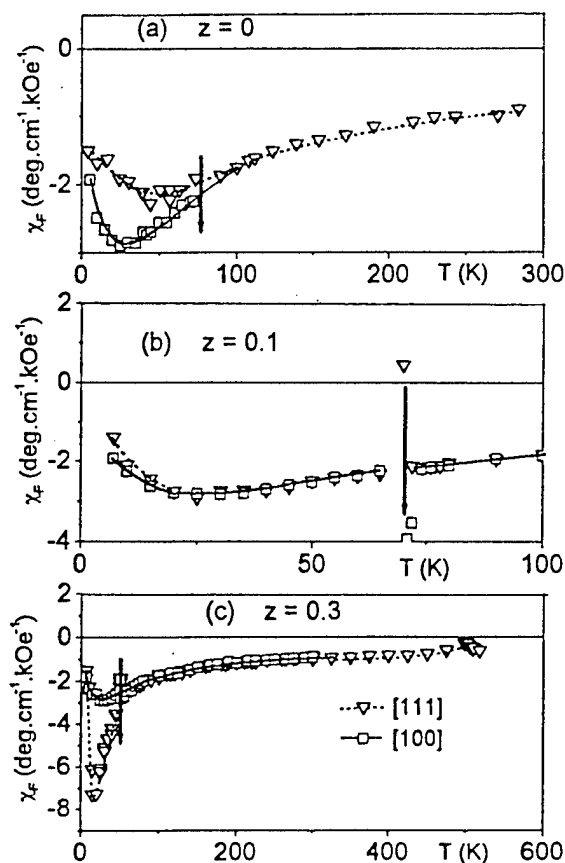 (a) z = 0
0
-2
χF (deg.cm⁻¹.kOe⁻¹)
0 100 200 T (K) 300
2
0
-2
-4
χF (deg.cm⁻¹.kOe⁻¹)
(b) z = 0.1
0 50 T (K) 100
2
0
-2
-4
-6
-8
χF (deg.cm⁻¹.kOe⁻¹)
(c) z = 0.3
[111]
[100]
0 200 400 T (K) 600